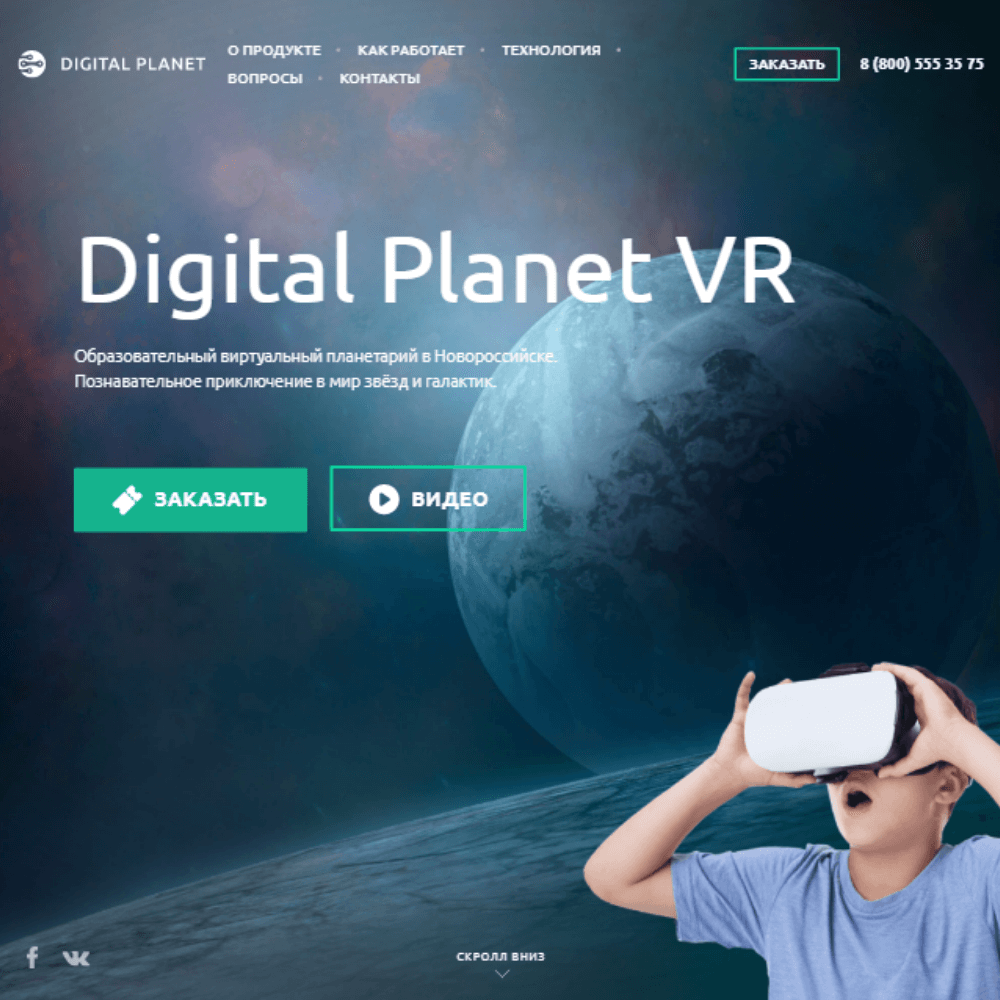 DIGITAL PLANET
О ПРОДУКТЕ • КАК РАБОТАЕТ • ТЕХНОЛОГИЯ •
ВОПРОСЫ • КОНТАКТЫ
ЗАКАЗАТЬ
8 (800) 555 35 75
Digital Planet VR
Образовательный виртуальный планетарий в Новороссийске.
Познавательное приключение в мир звёзд и галактик.
ЗАКАЗАТЬ
ВИДЕО
СКРОЛЛ ВНИЗ